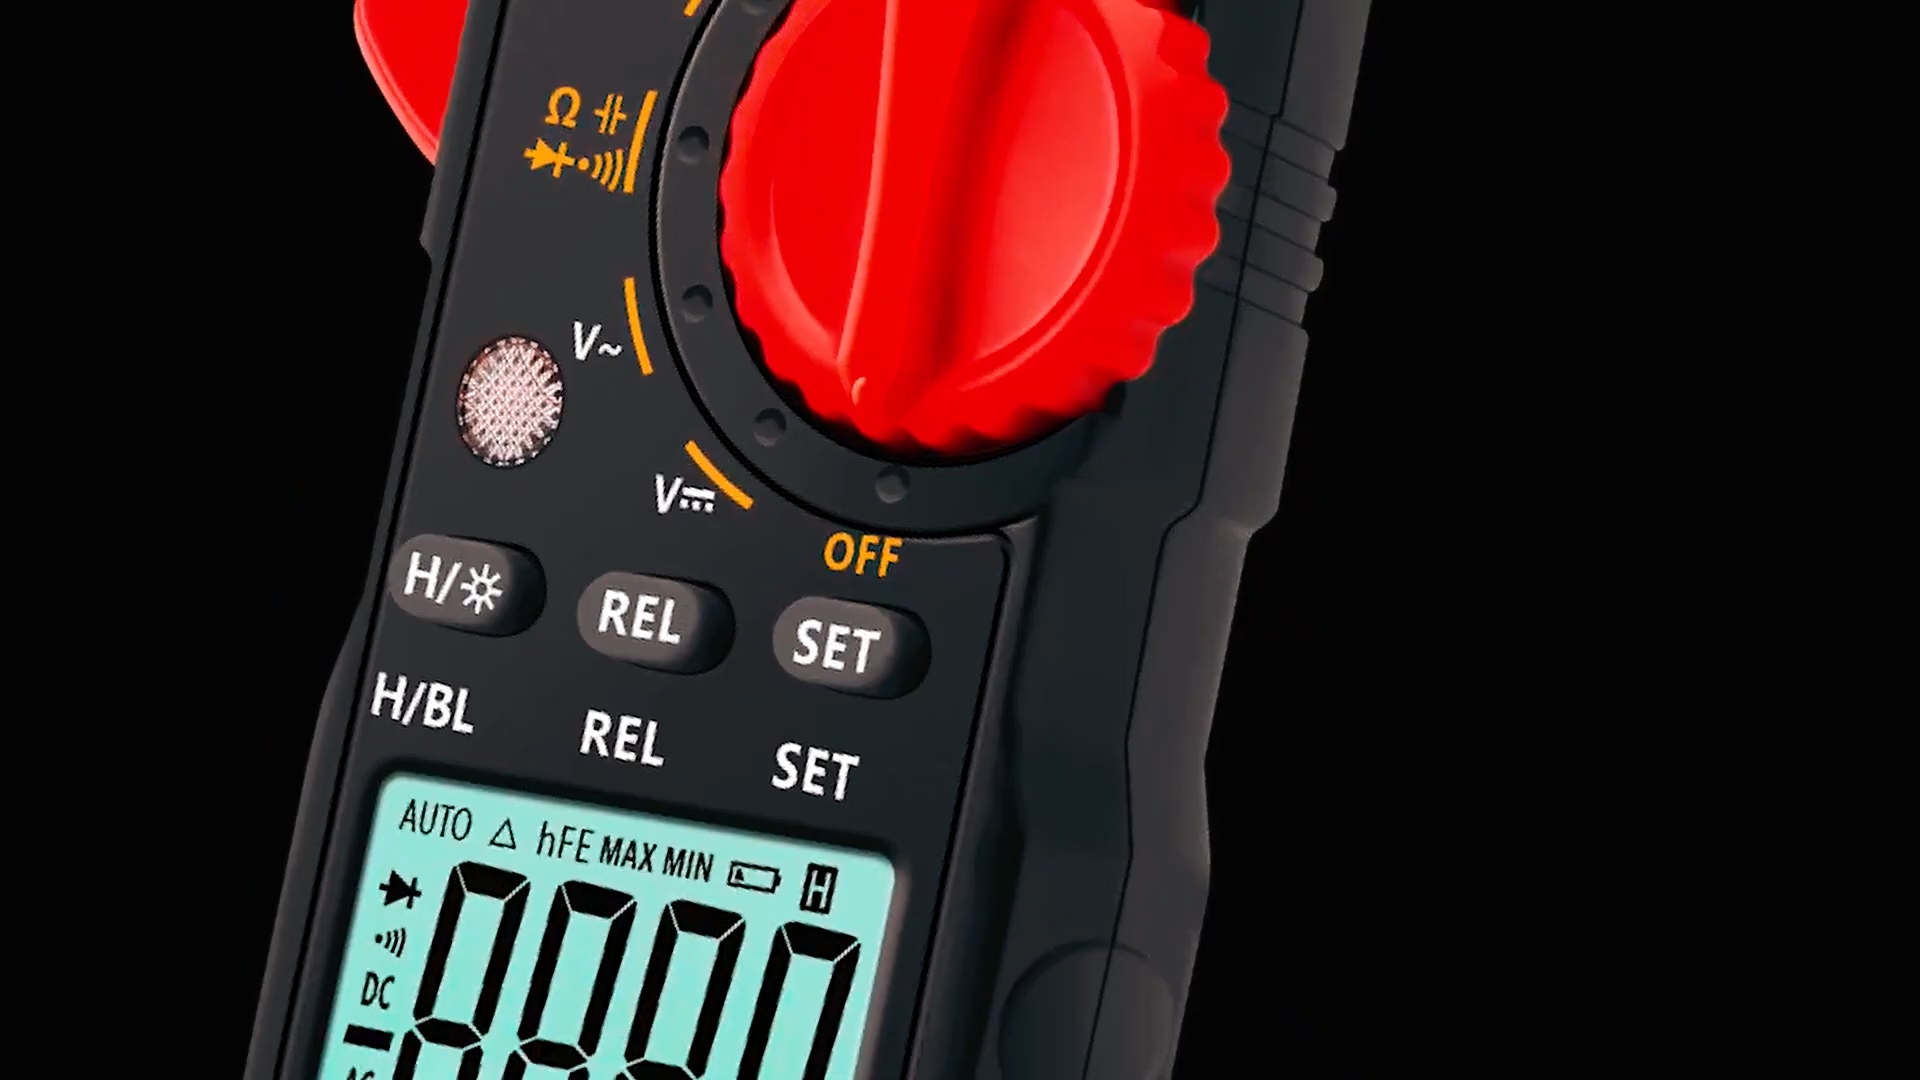 Ω
V~
V⎓
OFF
H/☼ REL SET
H/BL REL SET
AUTO △ hFE MAX MIN H
DC